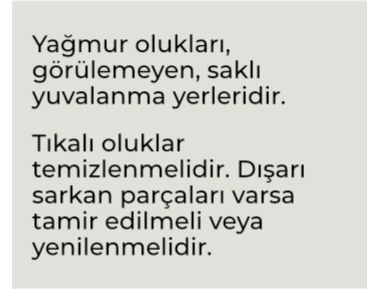 Yağmur olukları,
görülemeyen, saklı
yuvalanma yerleridir.
Tıkalı oluklar
temizlenmelidir. Dışarı
sarkan parçaları varsa
tamir edilmeli veya
yenilenmelidir.